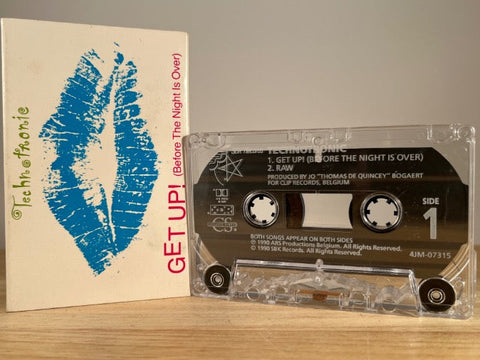 Technotronic
GET UP! (Before The Night Is Over)
TECHNOTRONIC
1. GET UP! (BEFORE THE NIGHT IS OVER)
2. RAW
PRODUCED BY JO "THOMAS DE QUINCEY" BOGAERT
FOR CLIP RECORDS, BELGIUM
SIDE
1
XDR
BOTH SONGS APPEAR ON BOTH SIDES
℗ 1990 ARS Productions Belgium. All Rights Reserved.
© 1990 SBK Records. All Rights Reserved.
4JM-07315